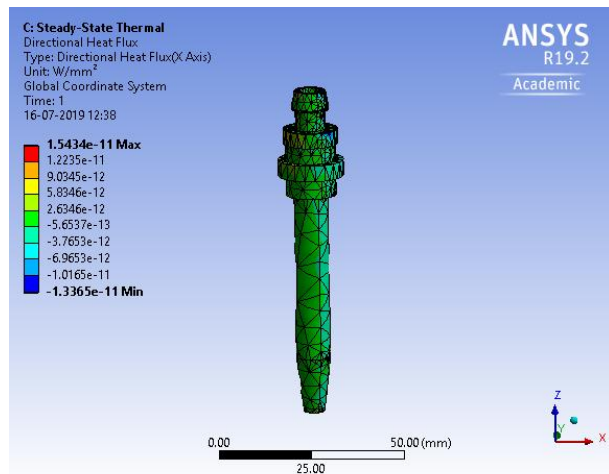 C: Steady-State Thermal
Directional Heat Flux
Type: Directional Heat Flux(X Axis)
Unit: W/mm²
Global Coordinate System
Time: 1
16-07-2019 12:38
ANSYS
R19.2
Academic
1.5434e-11 Max
1.2235e-11
9.0345e-12
5.8346e-12
2.6346e-12
-5.6537e-13
-3.7653e-12
-6.9653e-12
-1.0165e-11
-1.3365e-11 Min
Z
Y
X
0.00 50.00 (mm)
25.00